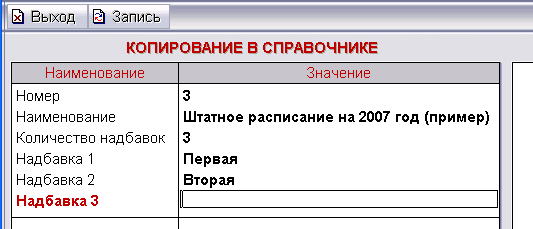 Выход Запись
КОПИРОВАНИЕ В СПРАВОЧНИКЕ
Наименование Значение
Номер 3
Наименование Штатное расписание на 2007 год (пример)
Количество надбавок 3
Надбавка 1 Первая
Надбавка 2 Вторая
Надбавка 3